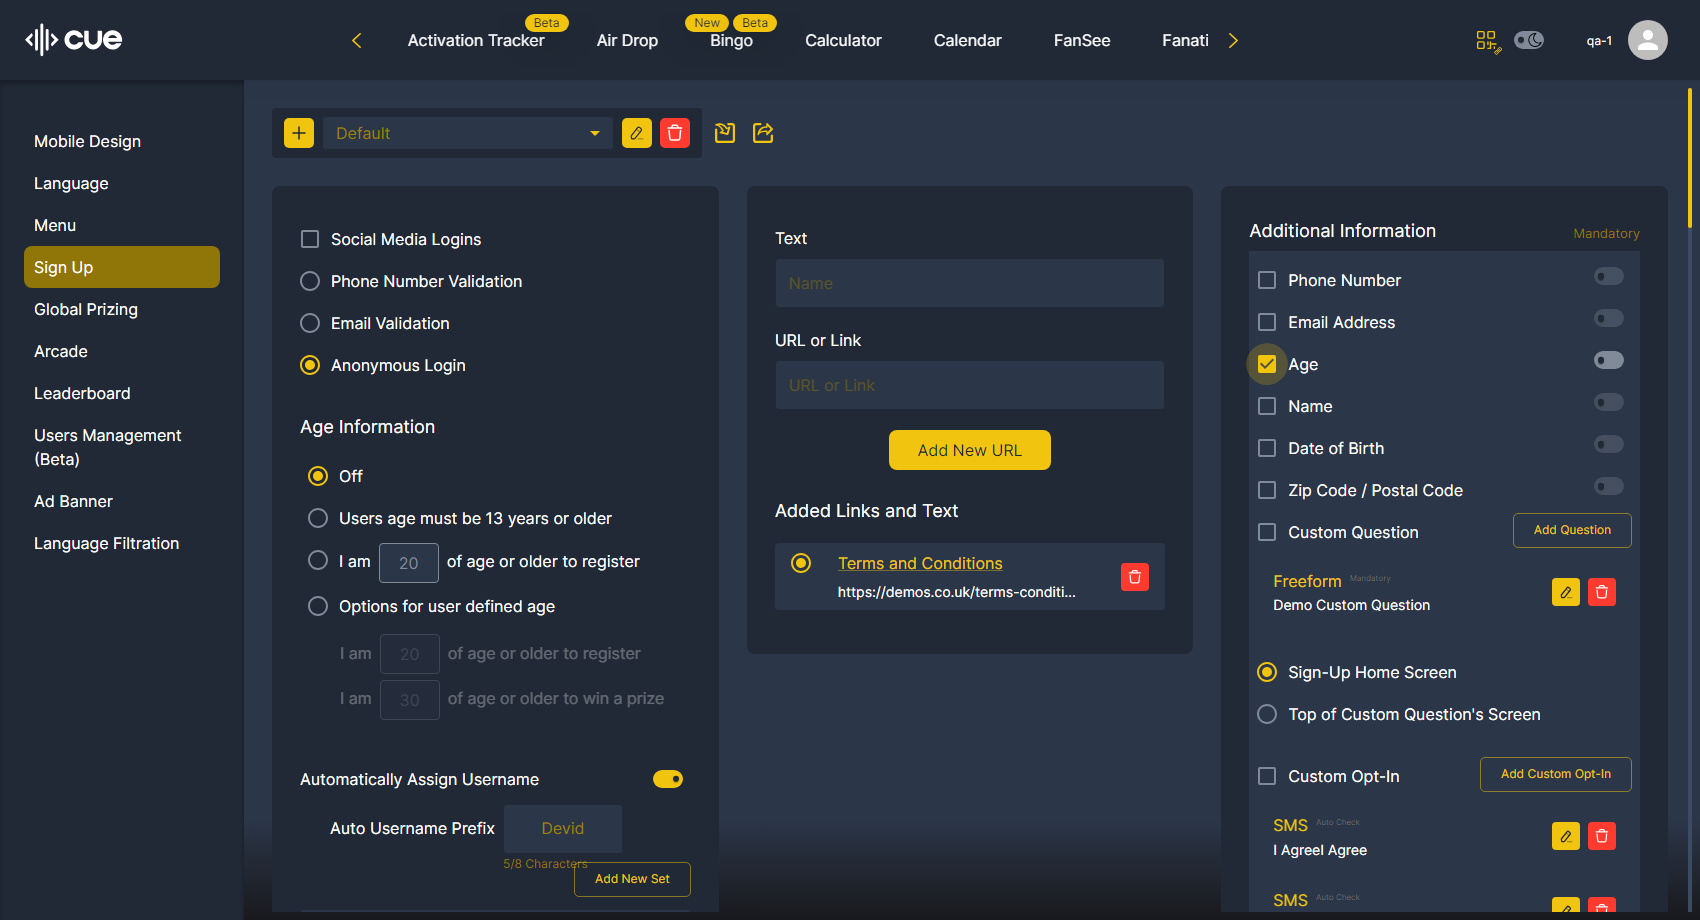 cue
Activation Tracker
Beta
Air Drop
New
Beta
Bingo
Calculator
Calendar
FanSee
Fanati
qa-1
Mobile Design
Language
Menu
Sign Up
Global Prizing
Arcade
Leaderboard
Users Management
(Beta)
Ad Banner
Language Filtration
Default
Social Media Logins
Phone Number Validation
Email Validation
Anonymous Login
Age Information
Off
Users age must be 13 years or older
I am 20 of age or older to register
Options for user defined age
I am 20 of age or older to register
I am 30 of age or older to win a prize
Automatically Assign Username
Auto Username Prefix Devid
5/8 Characters
Add New Set
Text
Name
URL or Link
URL or Link
Add New URL
Added Links and Text
Terms and Conditions
https://demos.co.uk/terms-conditi...
Additional Information
Mandatory
Phone Number
Email Address
Age
Name
Date of Birth
Zip Code / Postal Code
Custom Question
Add Question
Freeform Mandatory
Demo Custom Question
Sign-Up Home Screen
Top of Custom Question's Screen
Custom Opt-In
Add Custom Opt-In
SMS Auto Check
I AgreeI Agree
SMS Auto Check